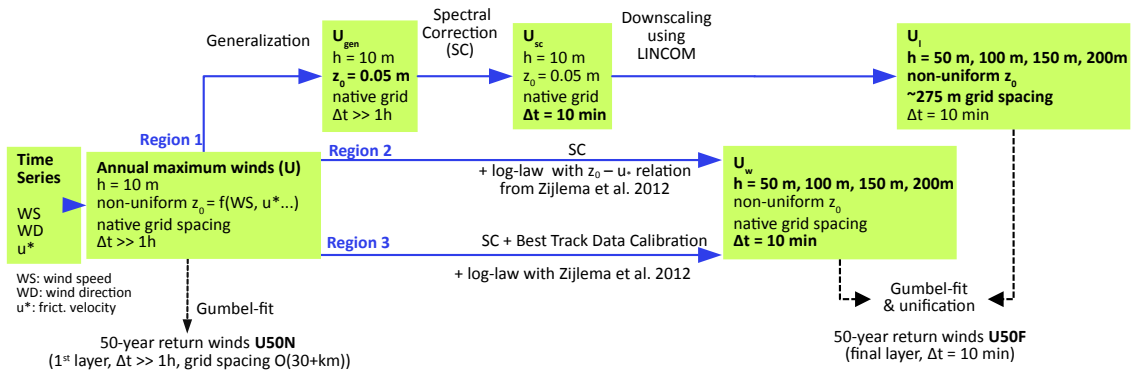 Generalization
U_gen
h = 10 m
z₀ = 0.05 m
native grid
Δt >> 1h
Spectral
Correction
(SC)
U_sc
h = 10 m
z₀ = 0.05 m
native grid
Δt = 10 min
Downscaling
using
LINCOM
U_l
h = 50 m, 100 m, 150 m, 200m
non-uniform z₀
~275 m grid spacing
Δt = 10 min
Region 1
Time
Series
WS
WD
u*
Annual maximum winds (U)
h = 10 m
non-uniform z₀ = f(WS, u*...)
native grid spacing
Δt >> 1h
Region 2
SC
+ log-law with z₀ – u* relation
from Zijlema et al. 2012
Region 3
SC + Best Track Data Calibration
+ log-law with Zijlema et al. 2012
U_w
h = 50 m, 100 m, 150 m, 200m
non-uniform z₀
native grid spacing
Δt = 10 min
WS: wind speed
WD: wind direction
u*: frict. velocity
Gumbel-fit
50-year return winds U50N
(1ˢᵗ layer, Δt >> 1h, grid spacing O(30+km))
Gumbel-fit
& unification
50-year return winds U50F
(final layer, Δt = 10 min)